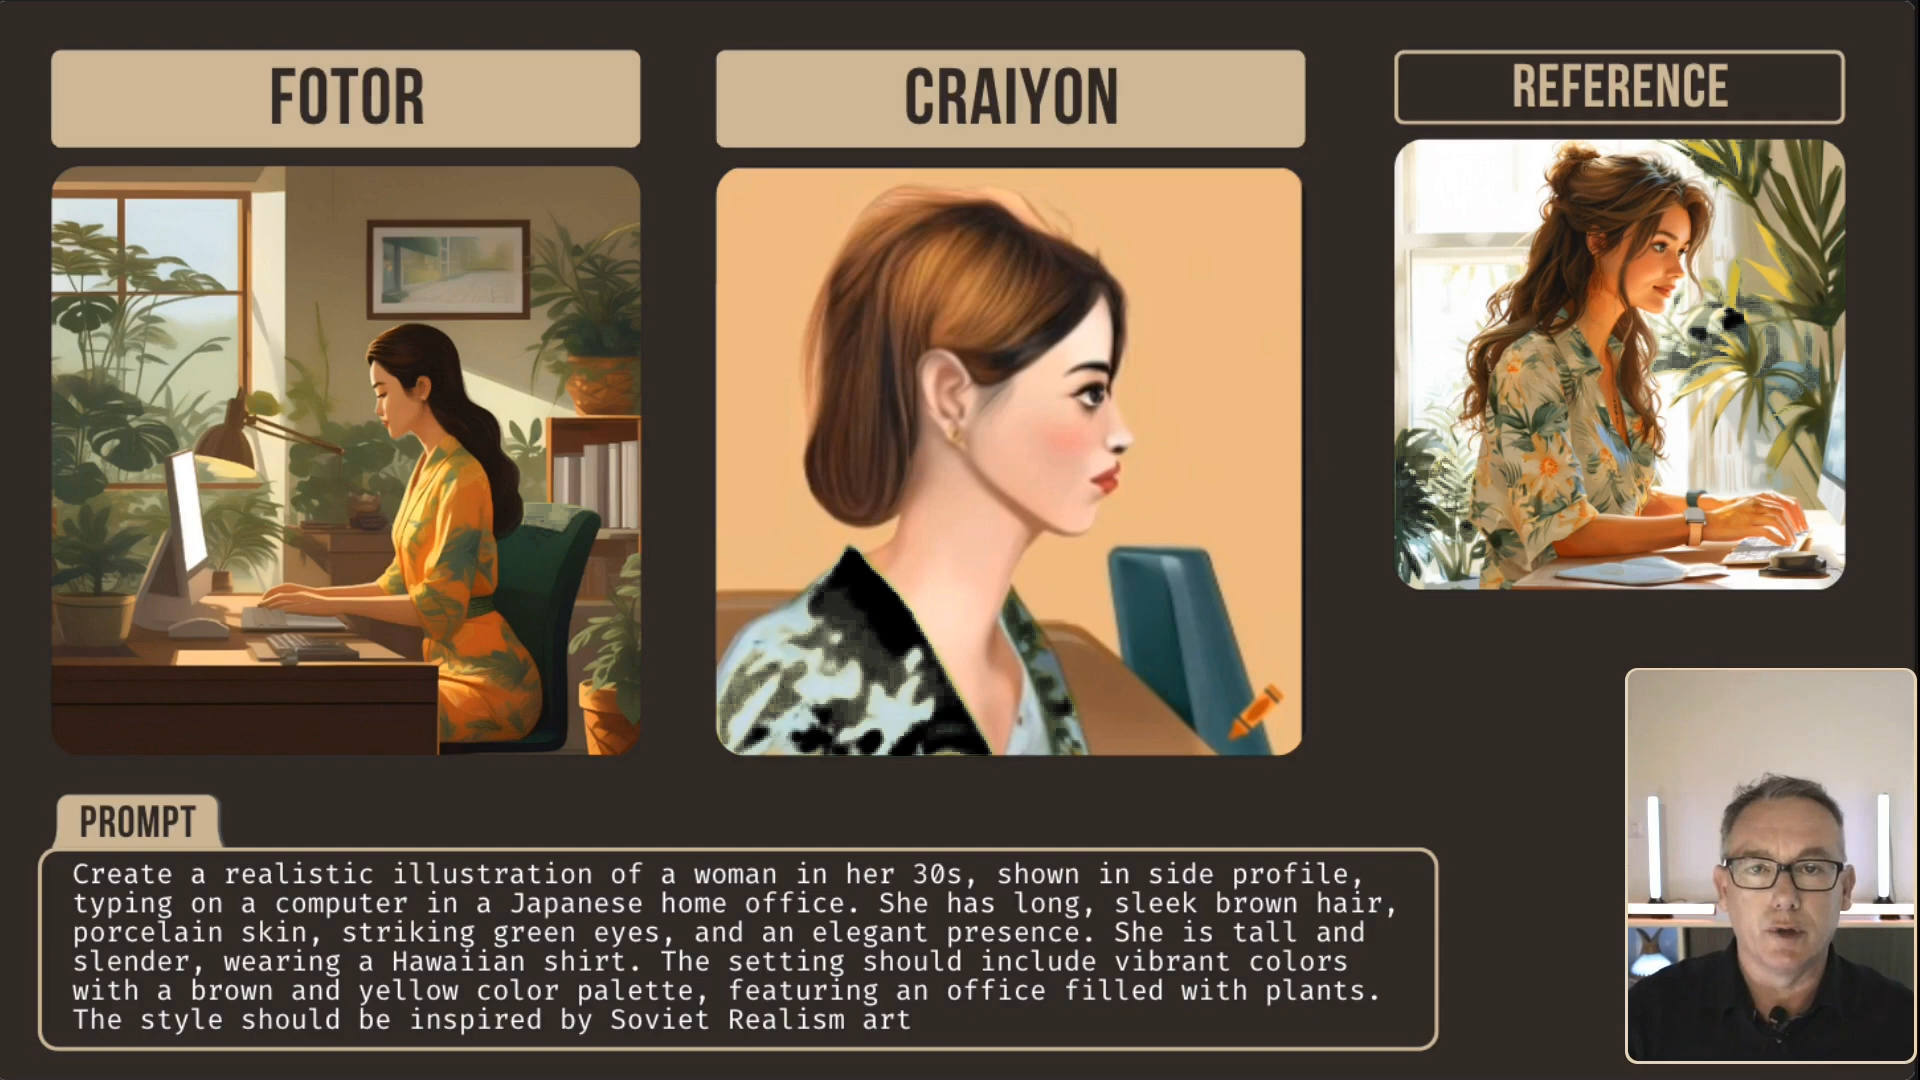 FOTOR
CRAIYON
REFERENCE
PROMPT
Create a realistic illustration of a woman in her 30s, shown in side profile,
typing on a computer in a Japanese home office. She has long, sleek brown hair,
porcelain skin, striking green eyes, and an elegant presence. She is tall and
slender, wearing a Hawaiian shirt. The setting should include vibrant colors
with a brown and yellow color palette, featuring an office filled with plants.
The style should be inspired by Soviet Realism art